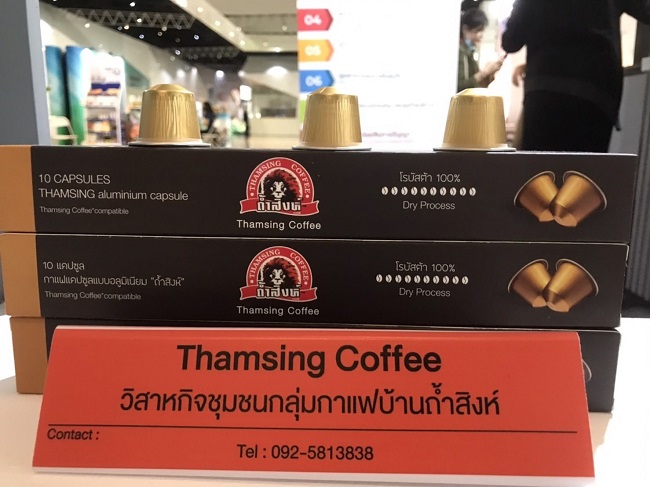 04
05
06
10 CAPSULES
THAMSING aluminium capsule
Thamsing Coffee*compatible
THAMSING COFFEE
ถ้ำสิงห์
Thamsing Coffee
โรบัสต้า 100%
Dry Process
10 แคปซูล
กาแฟแคปซูลแบบอลูมิเนียม "ถ้ำสิงห์"
Thamsing Coffee*compatible
THAMSING COFFEE
ถ้ำสิงห์
Thamsing Coffee
โรบัสต้า 100%
Dry Process
Thamsing Coffee
วิสาหกิจชุมชนกลุ่มกาแฟบ้านถ้ำสิงห์
Contact :
Tel : 092-5813838